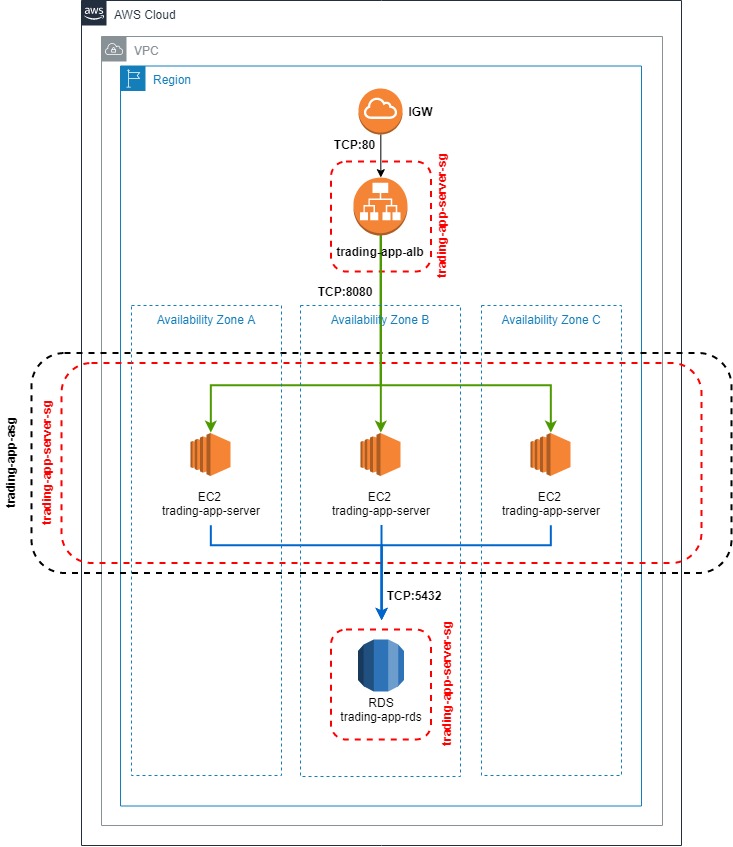 aws
AWS Cloud
VPC
Region
IGW
TCP:80
trading-app-server-sg
trading-app-alb
TCP:8080
Availability Zone A
Availability Zone B
Availability Zone C
trading-app-asg
trading-app-server-sg
EC2
trading-app-server
EC2
trading-app-server
EC2
trading-app-server
TCP:5432
trading-app-server-sg
RDS
trading-app-rds